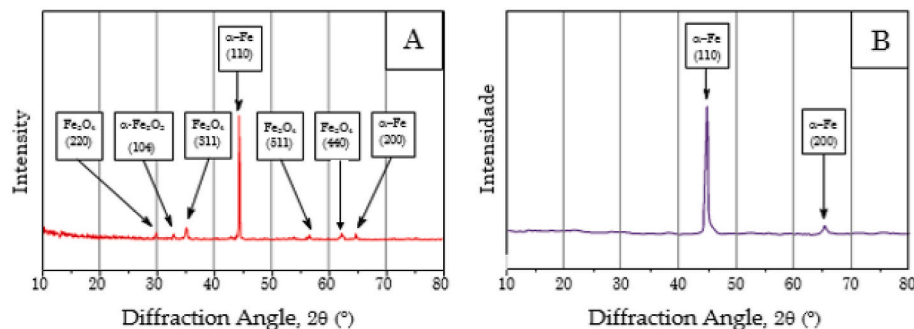 A
α–Fe
(110)
Fe₃O₄
(220)
α-Fe₂O₃
(104)
Fe₃O₄
(311)
Fe₃O₄
(511)
Fe₃O₄
(440)
α–Fe
(200)
Intensity
10 20 30 40 50 60 70 80
Diffraction Angle, 2θ (°)
B
α–Fe
(110)
α–Fe
(200)
Intensidade
10 20 30 40 50 60 70 80
Diffraction Angle, 2θ (°)